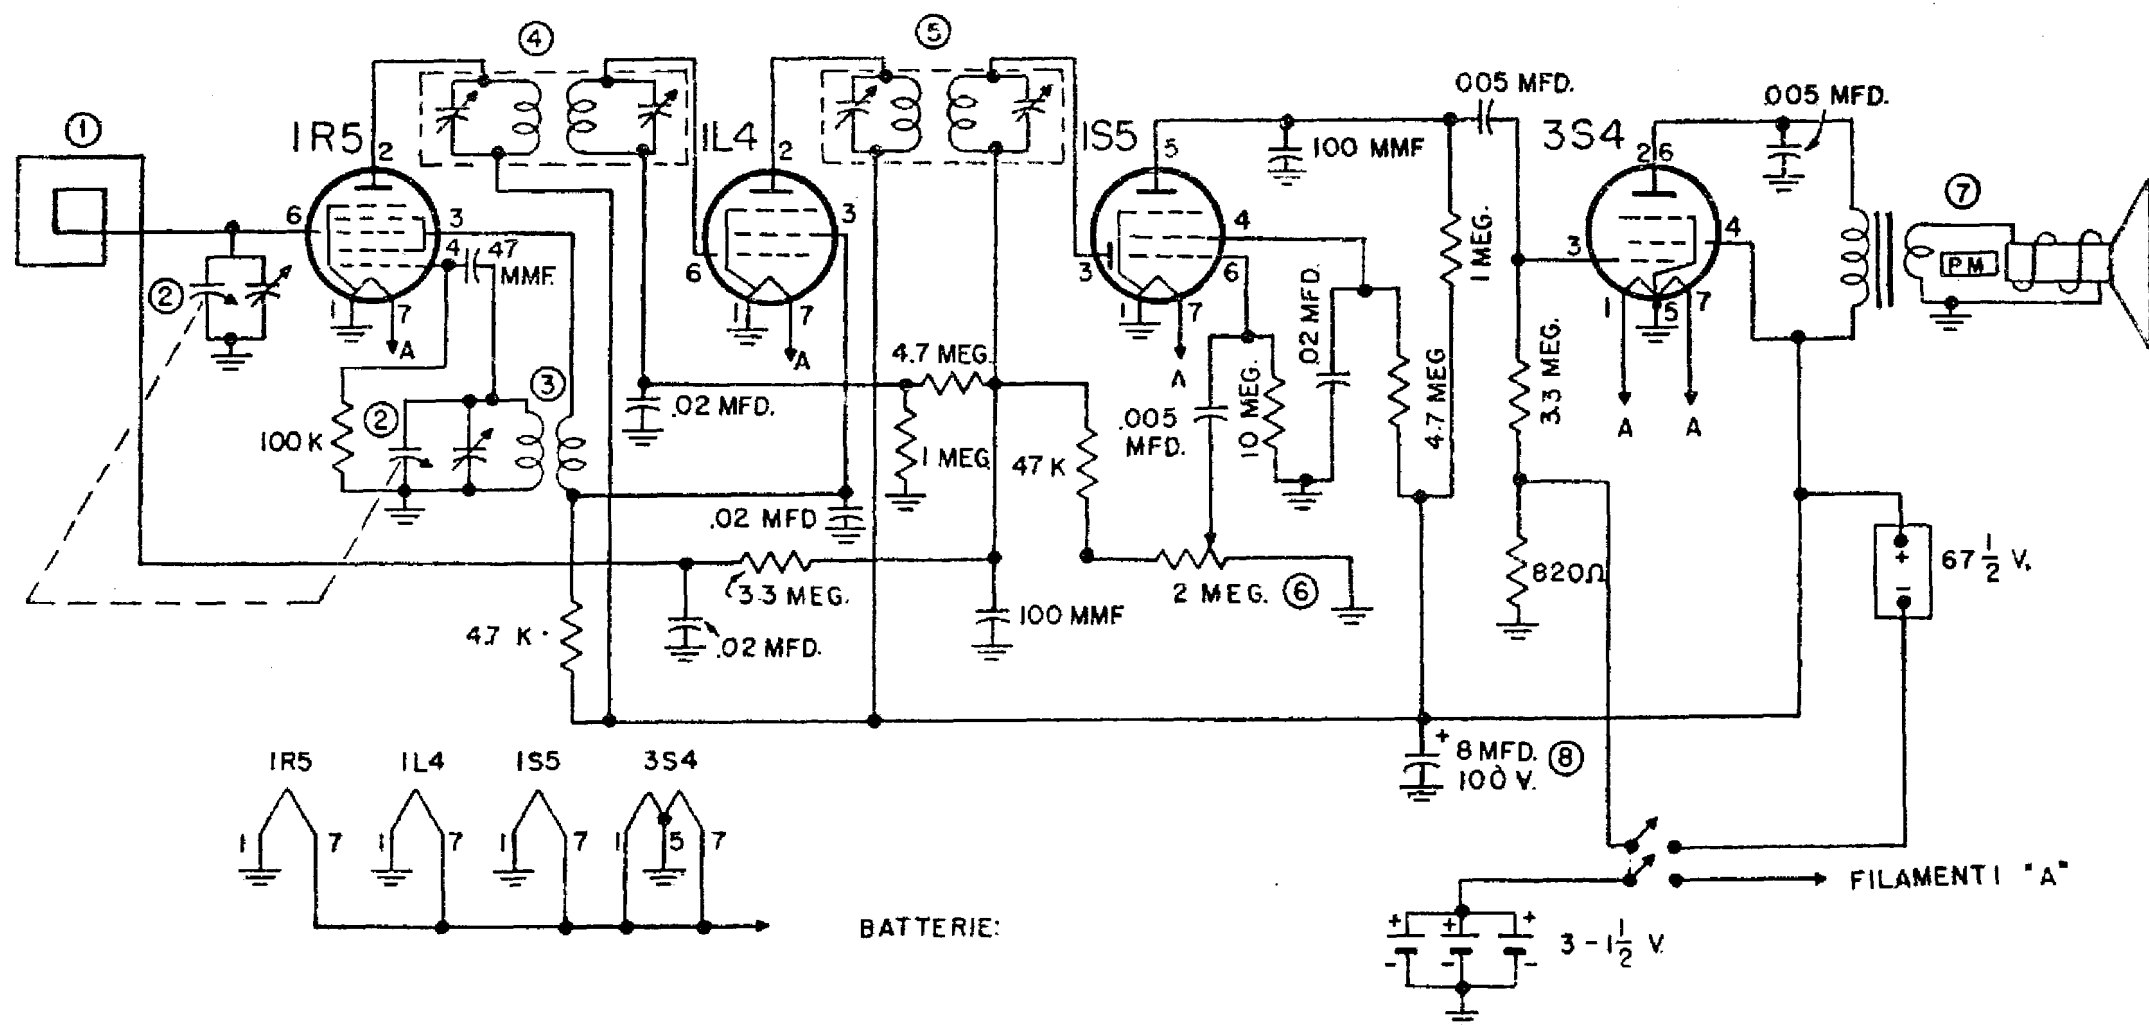 ①
②
②
③
④
⑤
⑥
⑦
⑧
1R5
2
6
3
4
1
7
A
47
MMF.
100 K
1L4
2
3
6
1
7
A
4.7 MEG.
.02 MFD.
1 MEG.
.02 MFD
3.3 MEG.
.02 MFD.
4.7 K
100 MMF
47 K
2 MEG.
1S5
5
4
6
3
1
7
A
100 MMF
.005
MFD.
10 MEG.
.02 MFD.
4.7 MEG
1 MEG.
.005 MFD.
3S4
2 6
3
4
1
5
7
A
A
.005 MFD.
3.3 MEG.
820Ω
PM
+
-
67 1/2 V.
+
8 MFD.
100 V.
1R5 1L4 1S5 3S4
1 7 1 7 1 7 1 5 7
BATTERIE:
FILAMENTI "A"
+ + +
- - -
3 - 1 1/2 V.